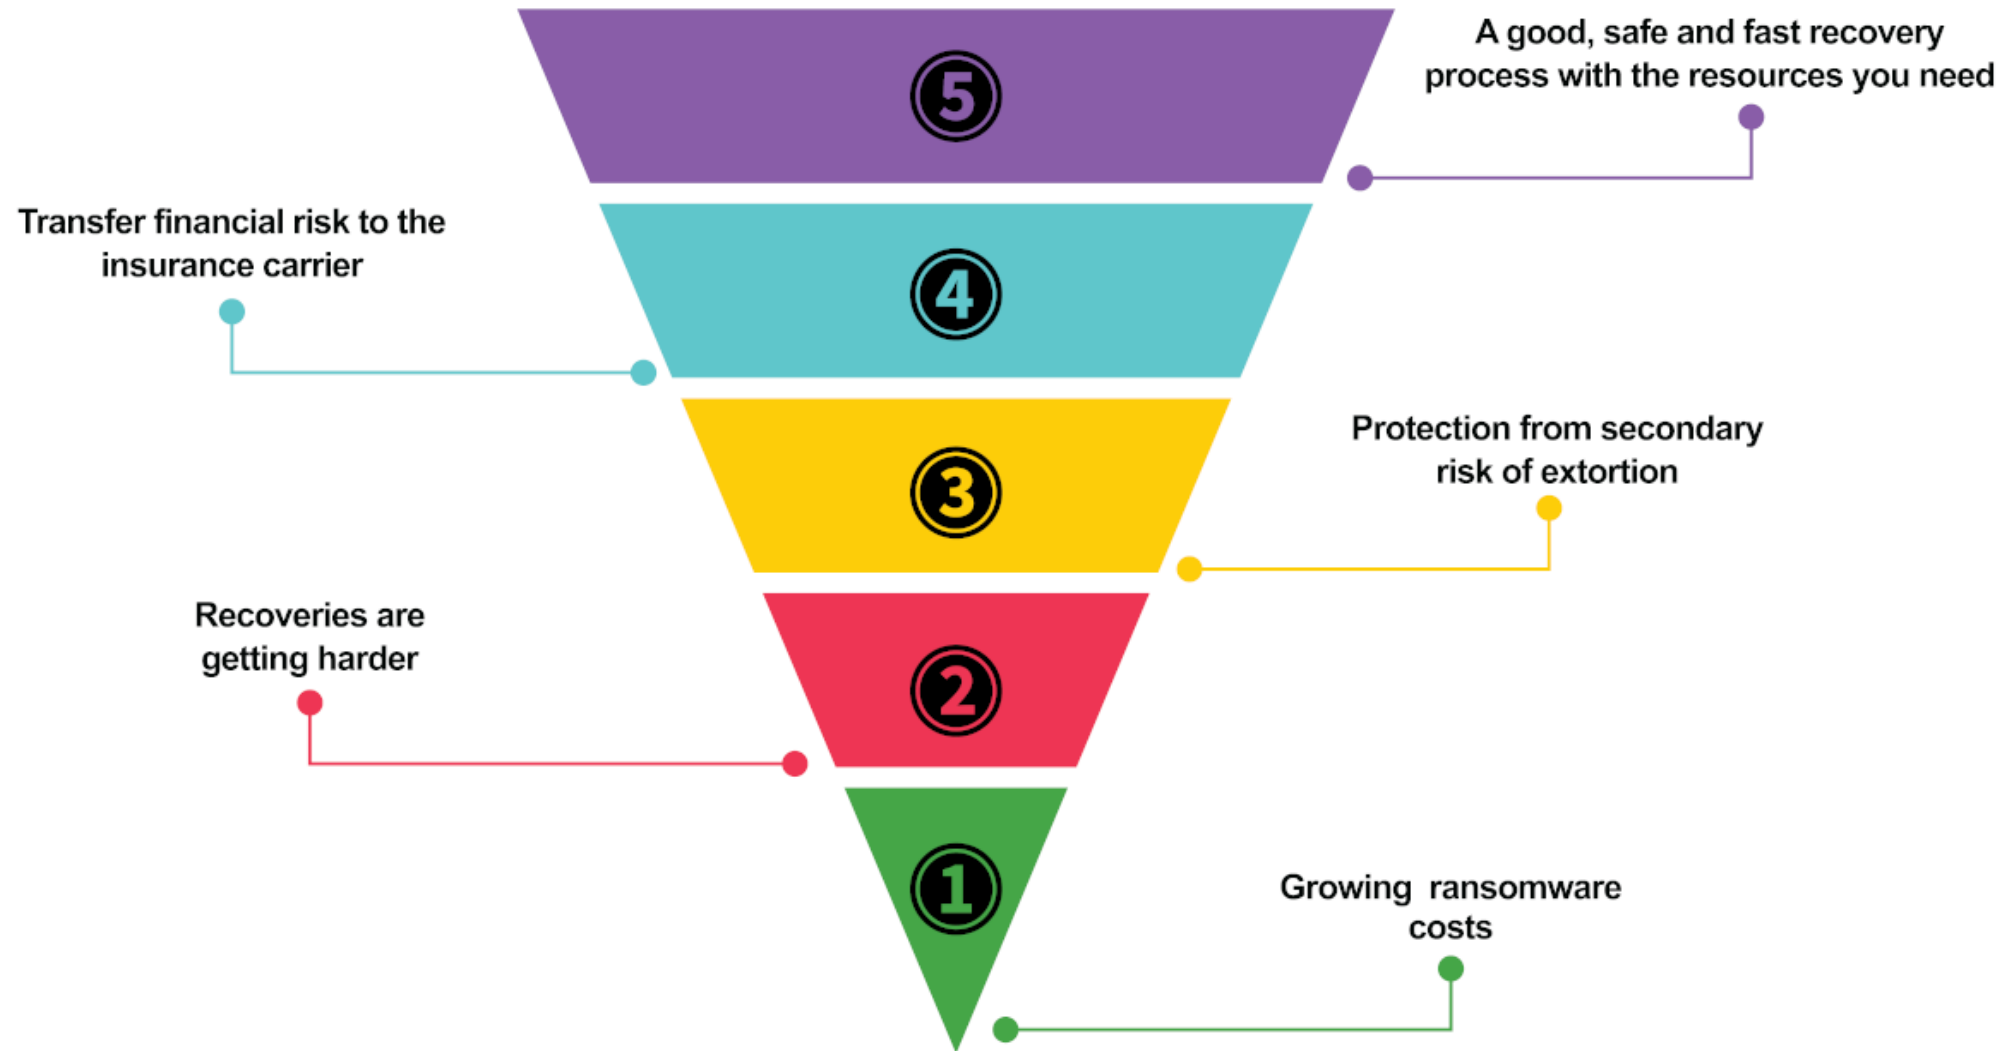 A good, safe and fast recovery
process with the resources you need
5
Transfer financial risk to the
insurance carrier
4
Protection from secondary
risk of extortion
3
Recoveries are
getting harder
2
Growing ransomware
costs
1